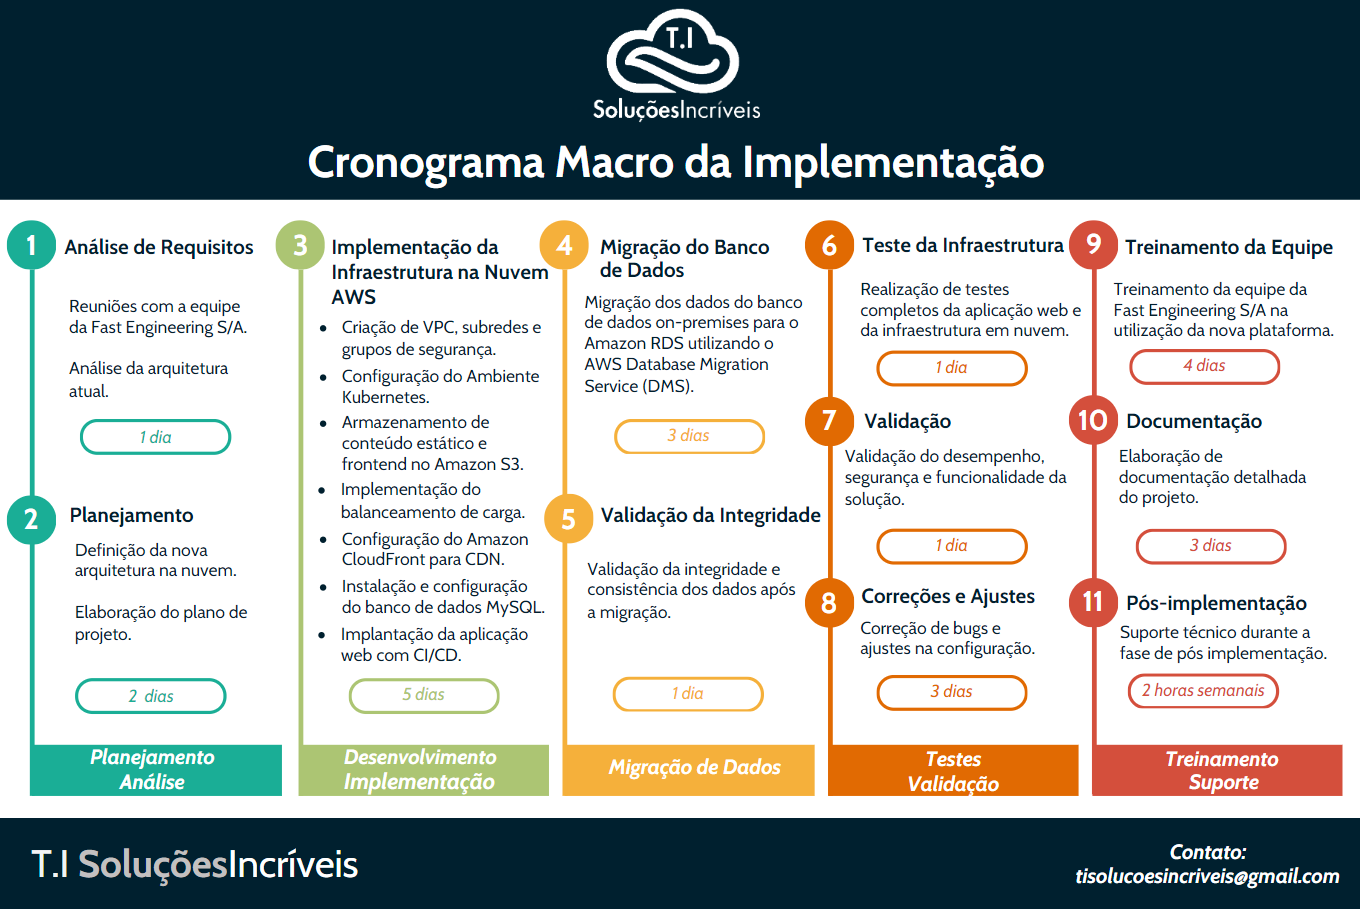 T.I
SoluçõesIncríveis
Cronograma Macro da Implementação
1
Análise de Requisitos
Reuniões com a equipe
da Fast Engineering S/A.
Análise da arquitetura
atual.
1 dia
2
Planejamento
Definição da nova
arquitetura na nuvem.
Elaboração do plano de
projeto.
2 dias
Planejamento
Análise
3
Implementação da
Infraestrutura na Nuvem
AWS
• Criação de VPC, subredes e
grupos de segurança.
• Configuração do Ambiente
Kubernetes.
• Armazenamento de
conteúdo estático e
frontend no Amazon S3.
• Implementação do
balanceamento de carga.
• Configuração do Amazon
CloudFront para CDN.
• Instalação e configuração
do banco de dados MySQL.
• Implantação da aplicação
web com CI/CD.
5 dias
Desenvolvimento
Implementação
4
Migração do Banco
de Dados
Migração dos dados do banco
de dados on-premises para o
Amazon RDS utilizando o
AWS Database Migration
Service (DMS).
3 dias
5
Validação da Integridade
Validação da integridade e
consistência dos dados após
a migração.
1 dia
Migração de Dados
6
Teste da Infraestrutura
Realização de testes
completos da aplicação web e
da infraestrutura em nuvem.
1 dia
7
Validação
Validação do desempenho,
segurança e funcionalidade da
solução.
1 dia
8
Correções e Ajustes
Correção de bugs e
ajustes na configuração.
3 dias
Testes
Validação
9
Treinamento da Equipe
Treinamento da equipe da
Fast Engineering S/A na
utilização da nova plataforma.
4 dias
10
Documentação
Elaboração de
documentação detalhada
do projeto.
3 dias
11
Pós-implementação
Suporte técnico durante a
fase de pós implementação.
2 horas semanais
Treinamento
Suporte
T.I SoluçõesIncríveis
Contato:
tisolucoesincriveis@gmail.com